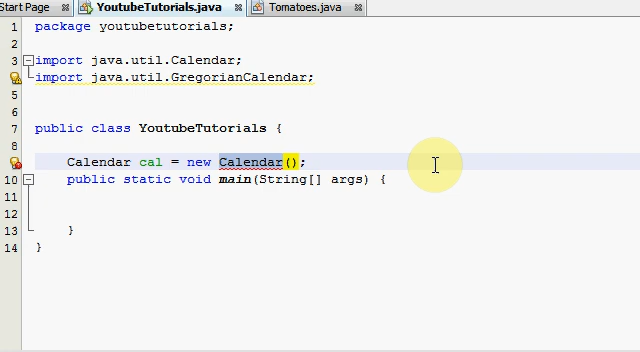 Start Page YoutubeTutorials.java Tomatoes.java
1 package youtubetutorials;
2
3 import java.util.Calendar;
import java.util.GregorianCalendar;
5
6
7 public class YoutubeTutorials {
8
Calendar cal = new Calendar();
10 public static void main(String[] args) {
11
12
13 }
14 }